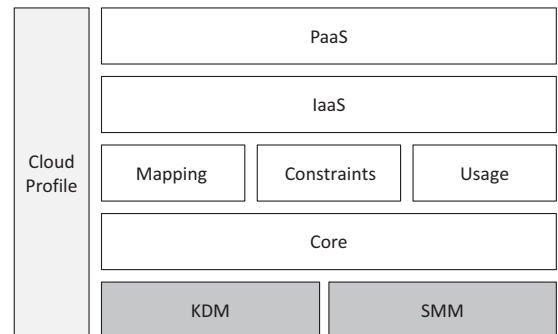 PaaS
IaaS
Cloud
Profile
Mapping
Constraints
Usage
Core
KDM
SMM